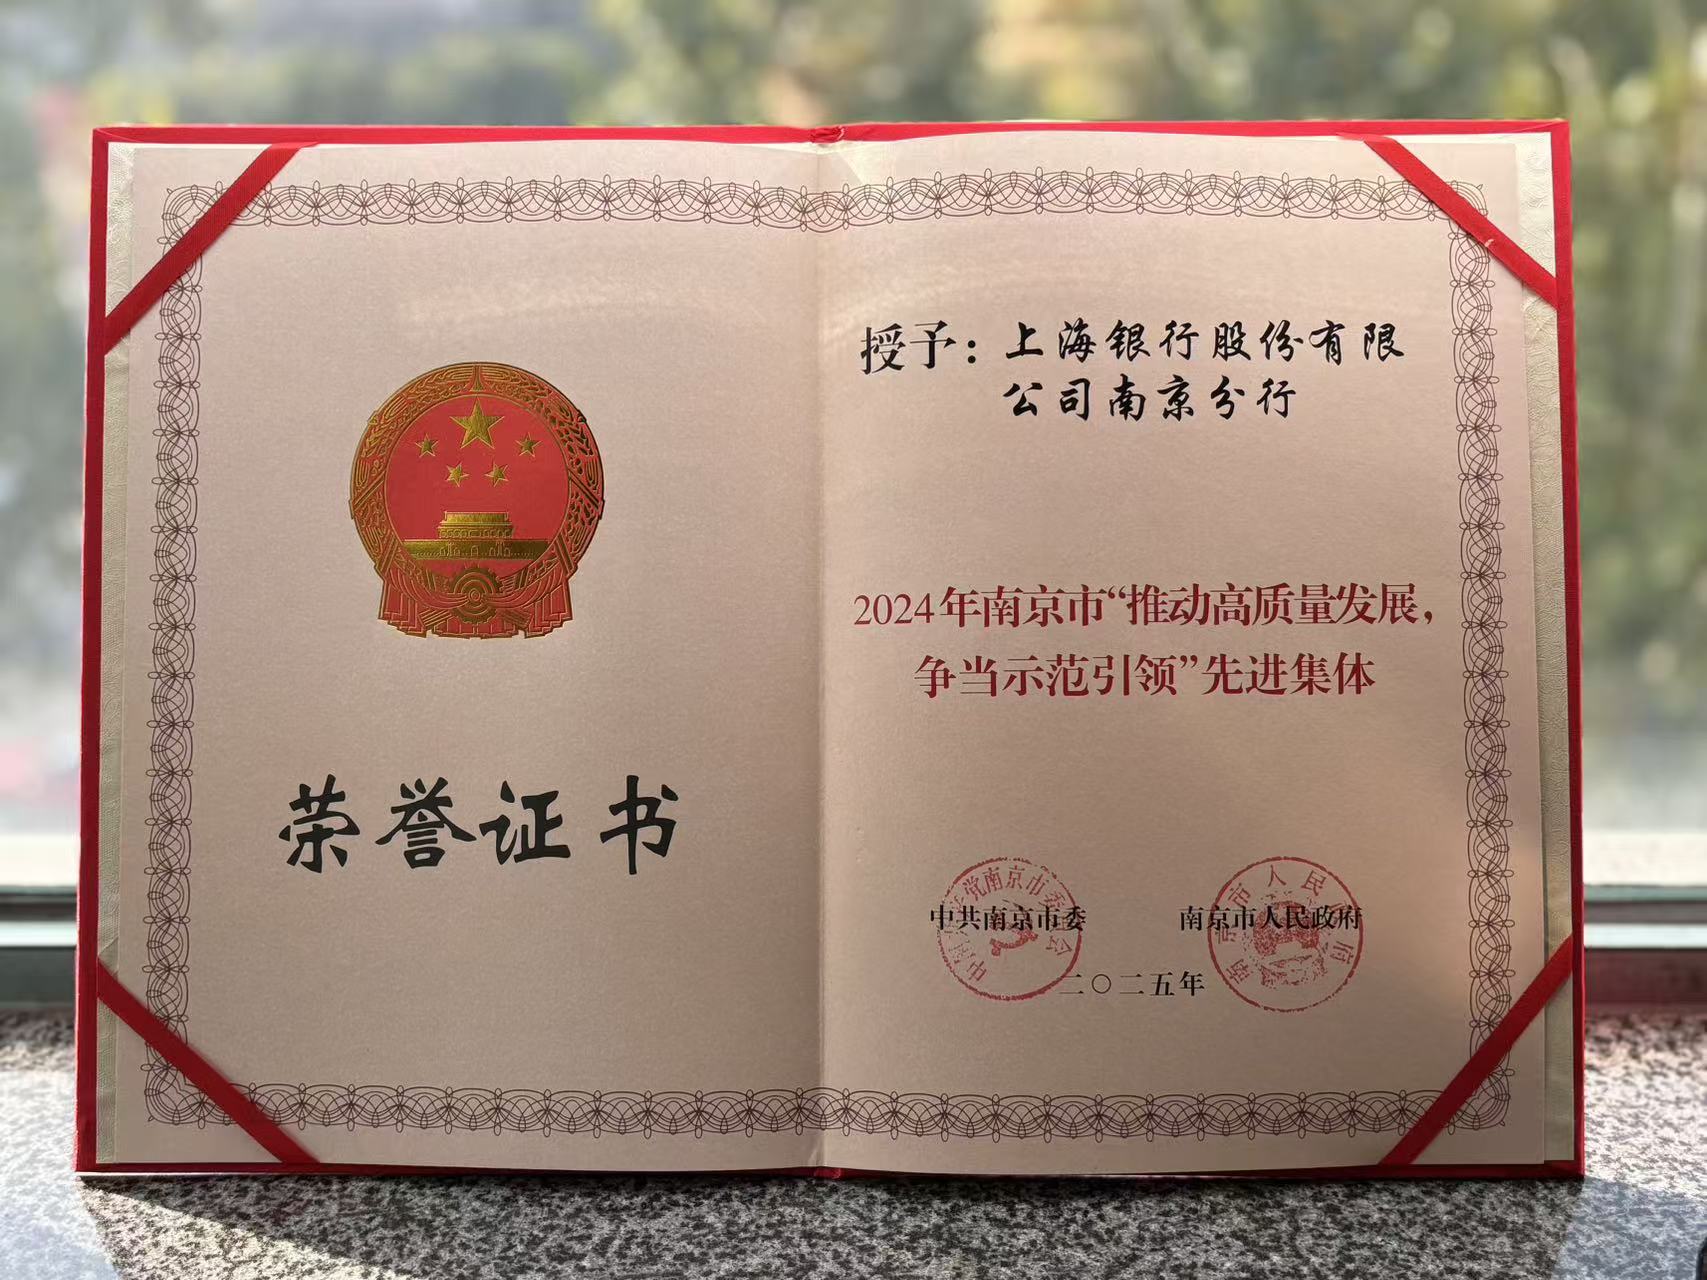 荣誉证书
授予：上海银行股份有限
公司南京分行
2024年南京市“推动高质量发展，
争当示范引领”先进集体
中共南京市委
南京市人民政府
二〇二五年